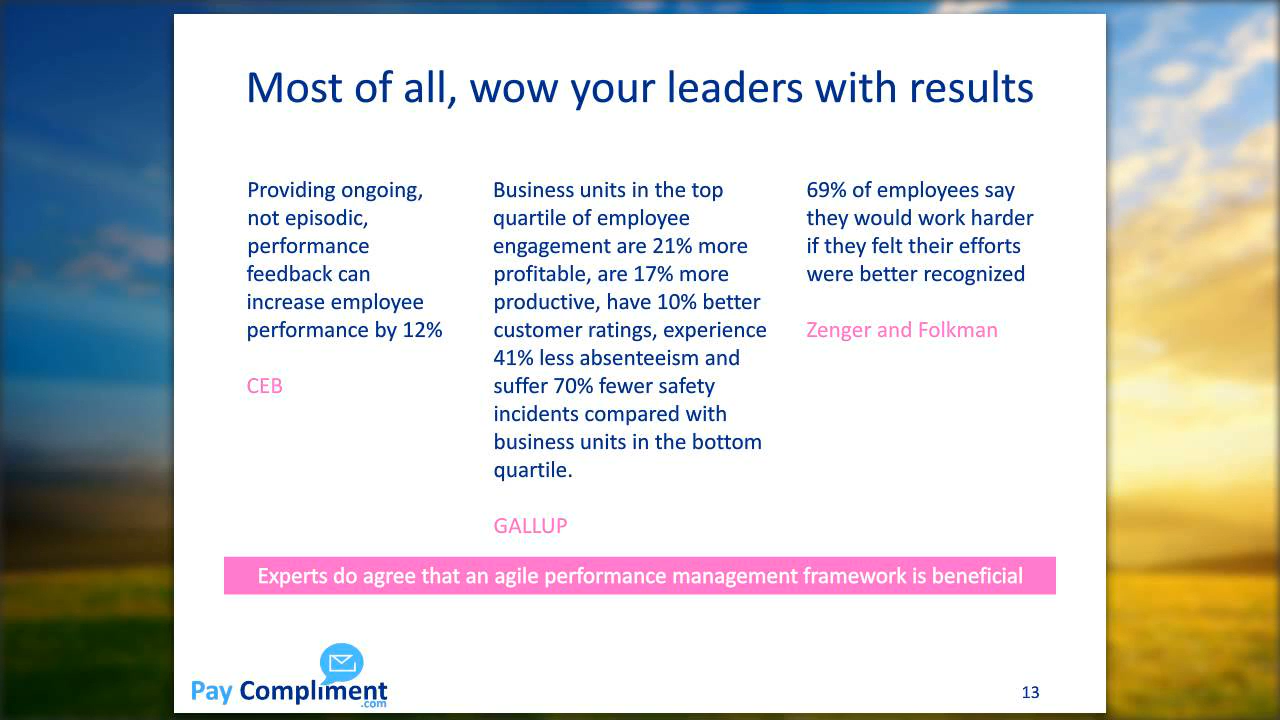 Most of all, wow your leaders with results
Providing ongoing,
not episodic,
performance
feedback can
increase employee
performance by 12%
CEB
Business units in the top
quartile of employee
engagement are 21% more
profitable, are 17% more
productive, have 10% better
customer ratings, experience
41% less absenteeism and
suffer 70% fewer safety
incidents compared with
business units in the bottom
quartile.
GALLUP
69% of employees say
they would work harder
if they felt their efforts
were better recognized
Zenger and Folkman
Experts do agree that an agile performance management framework is beneficial
Pay Compliment
.com
13